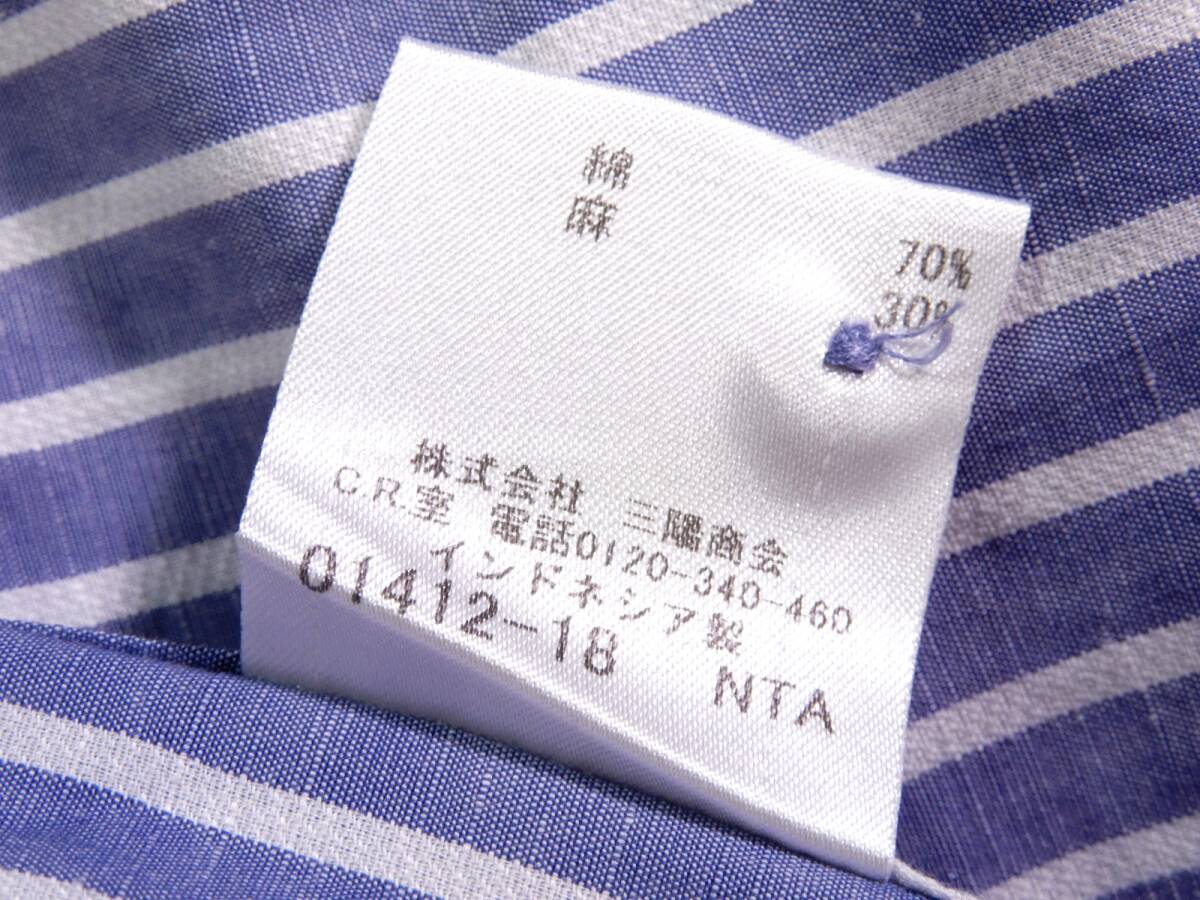 綿 70%
麻 30%
株式会社 三陽商会
C.R.室 電話0120-340-460
インドネシア製
01412-18 NTA